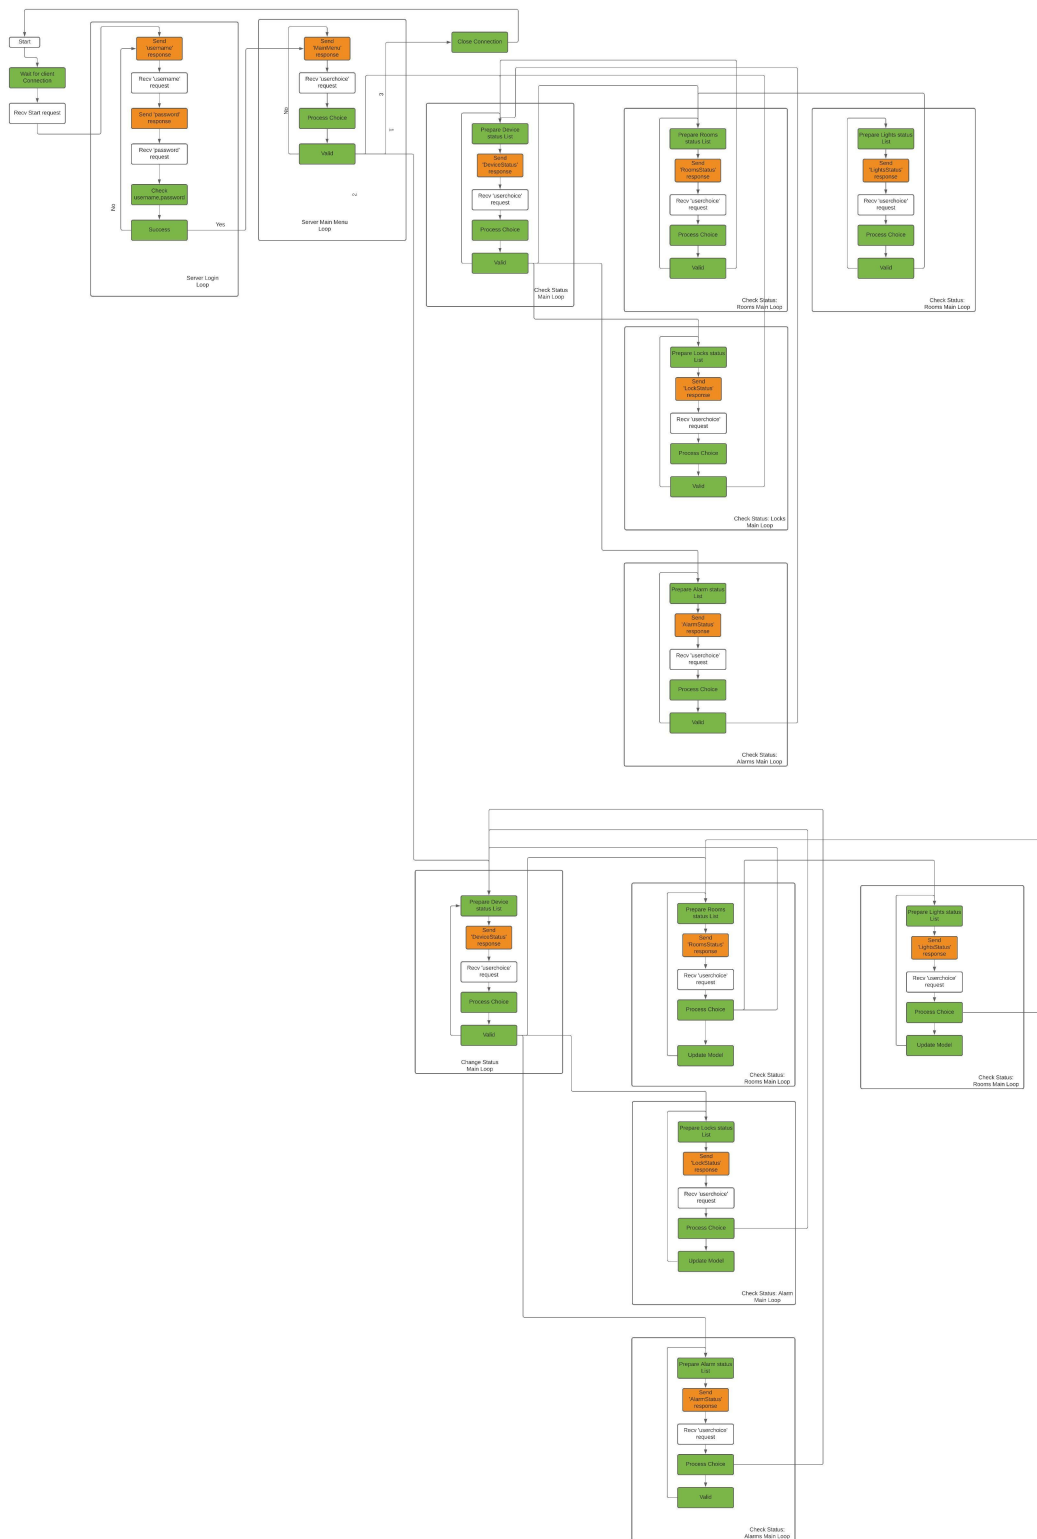 Start
Wait for client
Connection
Recv Start request
Send
'username'
response
Recv 'username'
request
Send 'password'
response
Recv 'password'
request
Check
username,password
Success
No
Yes
Server Login
Loop
Send
'MainMenu'
response
Recv 'userchoice'
request
Process Choice
Valid
No
3
1
2
Server Main Menu
Loop
Close Connection
Prepare Device
status List
Send
'DeviceStatus'
response
Recv 'userchoice'
request
Process Choice
Valid
Check Status
Main Loop
Prepare Rooms
status List
Send
'RoomsStatus'
response
Recv 'userchoice'
request
Process Choice
Valid
Check Status:
Rooms Main Loop
Prepare Lights status
List
Send
'LightsStatus'
response
Recv 'userchoice'
request
Process Choice
Valid
Check Status:
Rooms Main Loop
Prepare Locks status
List
Send
'LockStatus'
response
Recv 'userchoice'
request
Process Choice
Valid
Check Status: Locks
Main Loop
Prepare Alarm status
List
Send
'AlarmStatus'
response
Recv 'userchoice'
request
Process Choice
Valid
Check Status:
Alarms Main Loop
Prepare Device
status List
Send
'DeviceStatus'
response
Recv 'userchoice'
request
Process Choice
Valid
Change Status
Main Loop
Prepare Rooms
status List
Send
'RoomsStatus'
response
Recv 'userchoice'
request
Process Choice
Update Model
Check Status:
Rooms Main Loop
Prepare Lights status
List
Send
'LightsStatus'
response
Recv 'userchoice'
request
Process Choice
Update Model
Check Status:
Rooms Main Loop
Prepare Locks status
List
Send
'LockStatus'
response
Recv 'userchoice'
request
Process Choice
Update Model
Check Status: Alarm
Main Loop
Prepare Alarm status
List
Send
'AlarmStatus'
response
Recv 'userchoice'
request
Process Choice
Valid
Check Status:
Alarms Main Loop